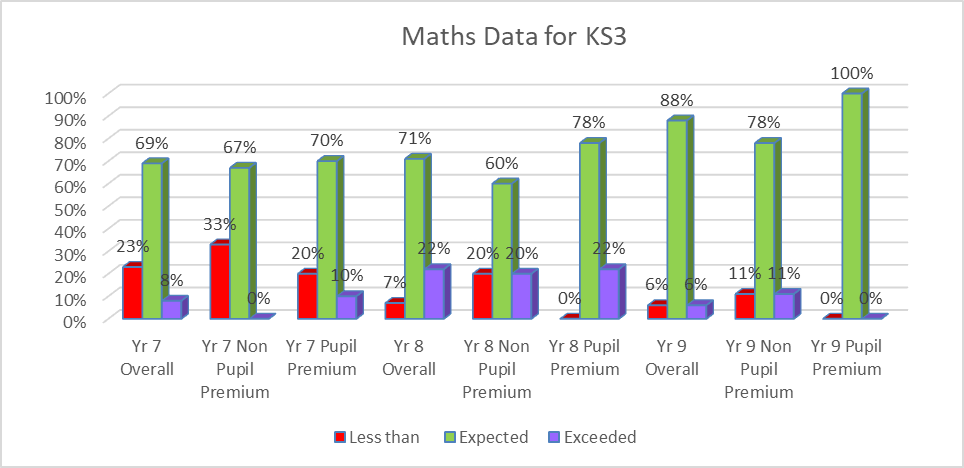 Maths Data for KS3
100%
90%
80%
70%
60%
50%
40%
30%
20%
10%
0%
23% 69% 8%
33% 67% 0%
20% 70% 10%
7% 71% 22%
20% 60% 20%
0% 78% 22%
6% 88% 6%
11% 78% 11%
0% 100% 0%
Yr 7
Overall
Yr 7 Non
Pupil
Premium
Yr 7 Pupil
Premium
Yr 8
Overall
Yr 8 Non
Pupil
Premium
Yr 8 Pupil
Premium
Yr 9
Overall
Yr 9 Non
Pupil
Premium
Yr 9 Pupil
Premium
Less than Expected Exceeded